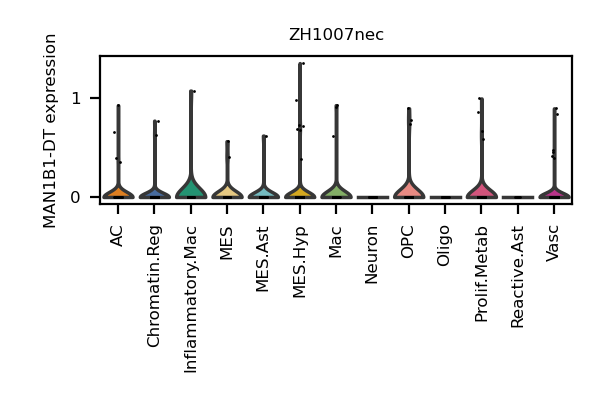 ZH1007nec
MAN1B1-DT expression
1
0
AC
Chromatin.Reg
Inflammatory.Mac
MES
MES.Ast
MES.Hyp
Mac
Neuron
OPC
Oligo
Prolif.Metab
Reactive.Ast
Vasc